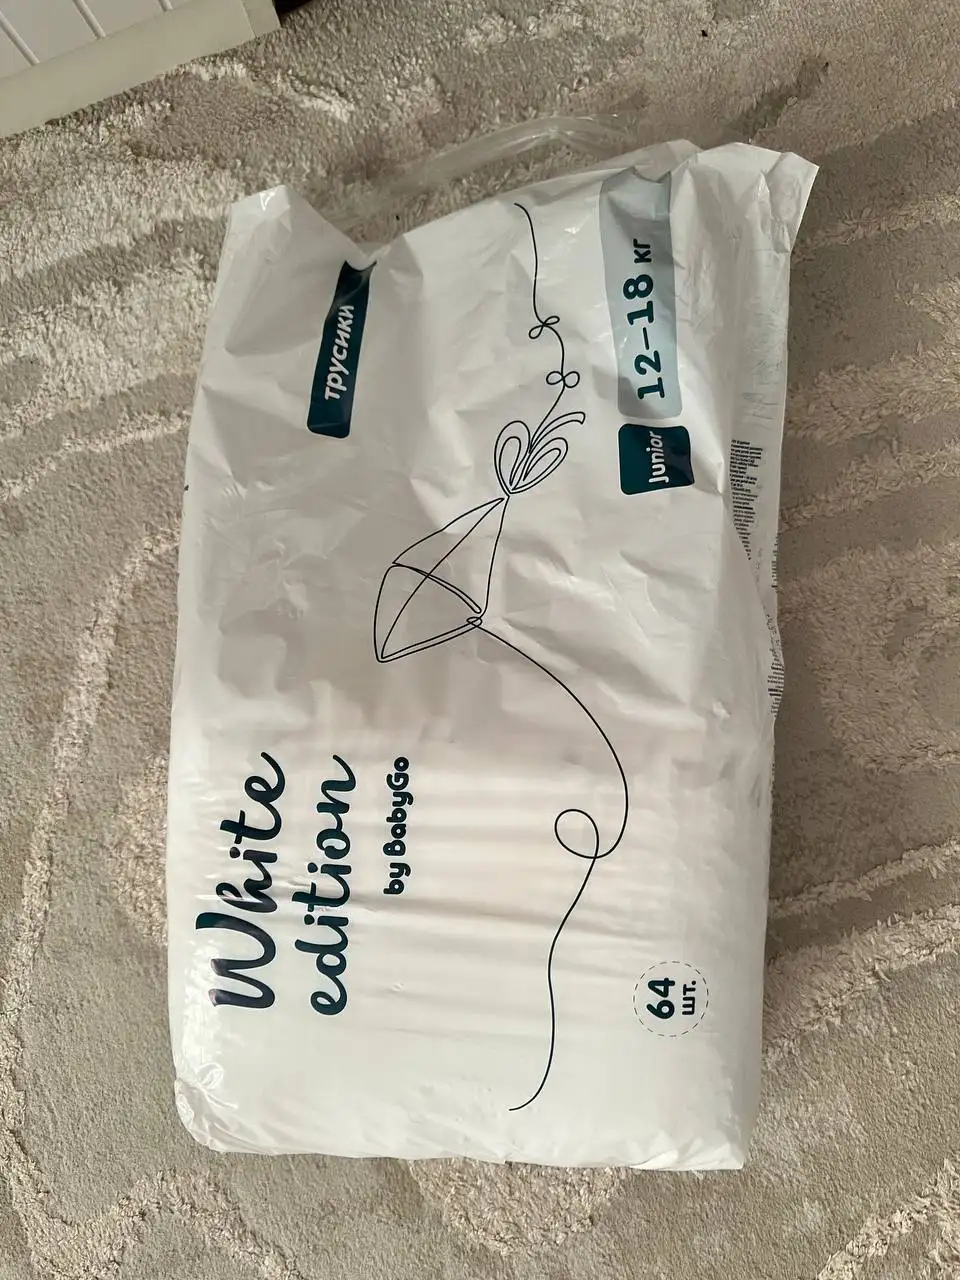 White
edition
by BabyGo
трусики
64
шт.
Junior
12–18 кг